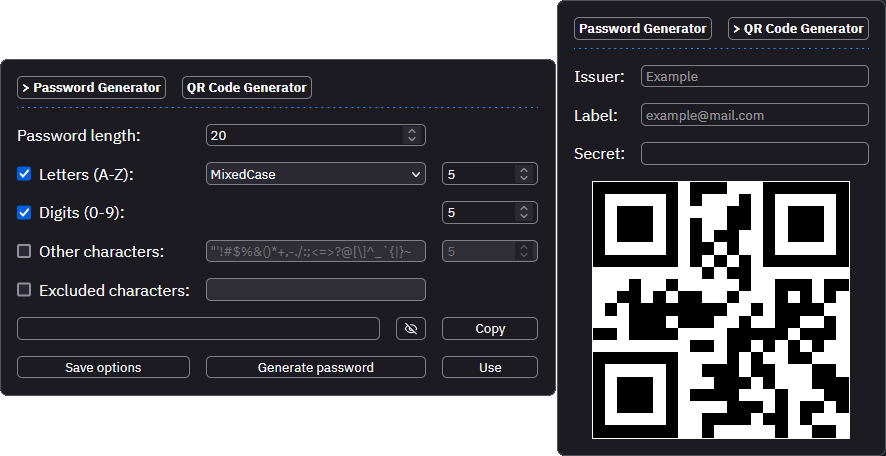 > Password Generator
QR Code Generator
Password length:
20
Letters (A-Z):
MixedCase
5
Digits (0-9):
5
Other characters:
"'!#$%&()*+,-./:;<=>?@[\]^_`{|}~
5
Excluded characters:
Copy
Save options
Generate password
Use
Password Generator
> QR Code Generator
Issuer:
Example
Label:
example@mail.com
Secret: